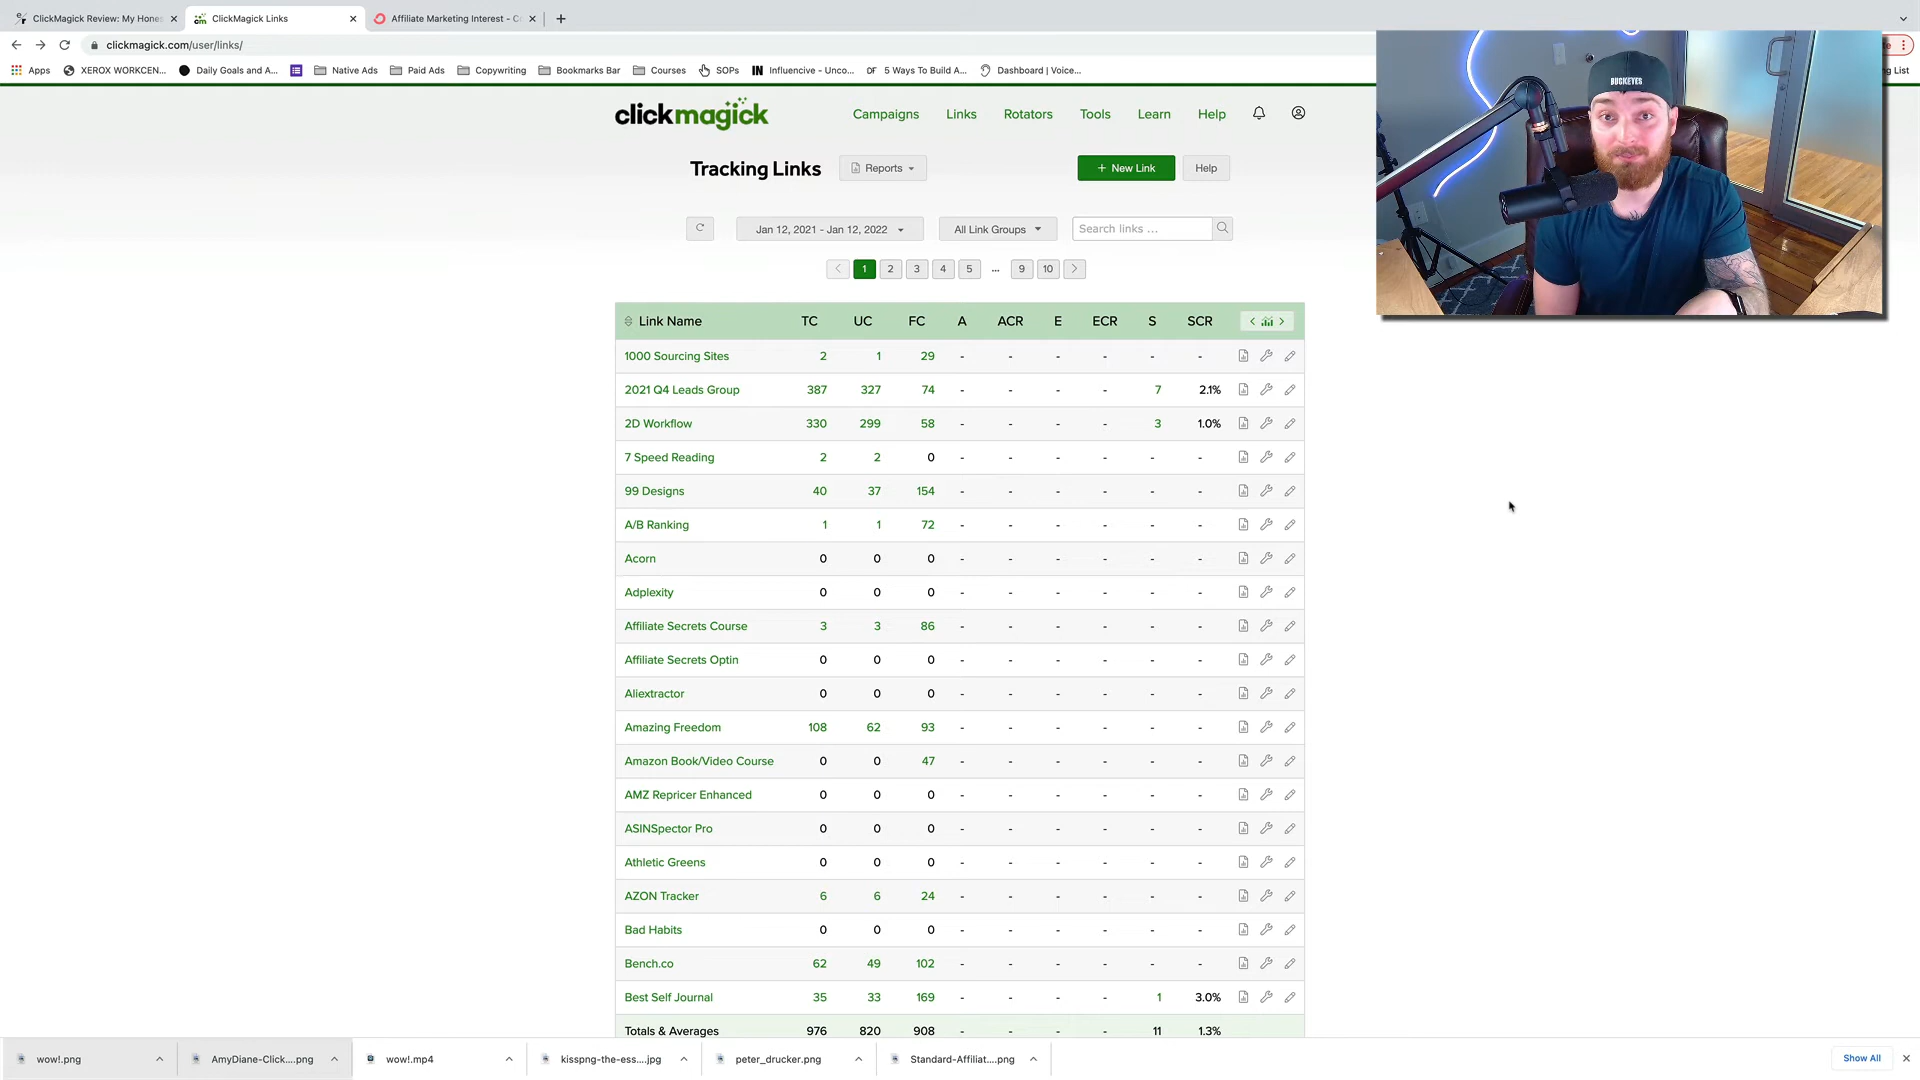 ClickMagick Review: My Hones
ClickMagick Links
Affiliate Marketing Interest - C
clickmagick.com/user/links/
Apps
XEROX WORKCEN...
Daily Goals and A...
Native Ads
Paid Ads
Copywriting
Bookmarks Bar
Courses
SOPs
IN Influencive - Unco...
DF 5 Ways To Build A...
Dashboard | Voice...
ng List
BUCKEYES
clickmagick
Campaigns Links Rotators Tools Learn Help
Tracking Links
Reports
+ New Link
Help
Jan 12, 2021 - Jan 12, 2022
All Link Groups
Search links ...
1 2 3 4 5 ... 9 10
Link Name TC UC FC A ACR E ECR S SCR
1000 Sourcing Sites 2 1 29 - - - - - -
2021 Q4 Leads Group 387 327 74 - - - - 7 2.1%
2D Workflow 330 299 58 - - - - 3 1.0%
7 Speed Reading 2 2 0 - - - - - -
99 Designs 40 37 154 - - - - - -
A/B Ranking 1 1 72 - - - - - -
Acorn 0 0 0 - - - - - -
Adplexity 0 0 0 - - - - - -
Affiliate Secrets Course 3 3 86 - - - - - -
Affiliate Secrets Optin 0 0 0 - - - - - -
Aliextractor 0 0 0 - - - - - -
Amazing Freedom 108 62 93 - - - - - -
Amazon Book/Video Course 0 0 47 - - - - - -
AMZ Repricer Enhanced 0 0 0 - - - - - -
ASINSpector Pro 0 0 0 - - - - - -
Athletic Greens 0 0 0 - - - - - -
AZON Tracker 6 6 24 - - - - - -
Bad Habits 0 0 0 - - - - - -
Bench.co 62 49 102 - - - - - -
Best Self Journal 35 33 169 - - - - 1 3.0%
Totals & Averages 976 820 908 - - - - 11 1.3%
wow!.png
AmyDiane-Click....png
wow!.mp4
kisspng-the-ess....jpg
peter_drucker.png
Standard-Affiliat....png
Show All